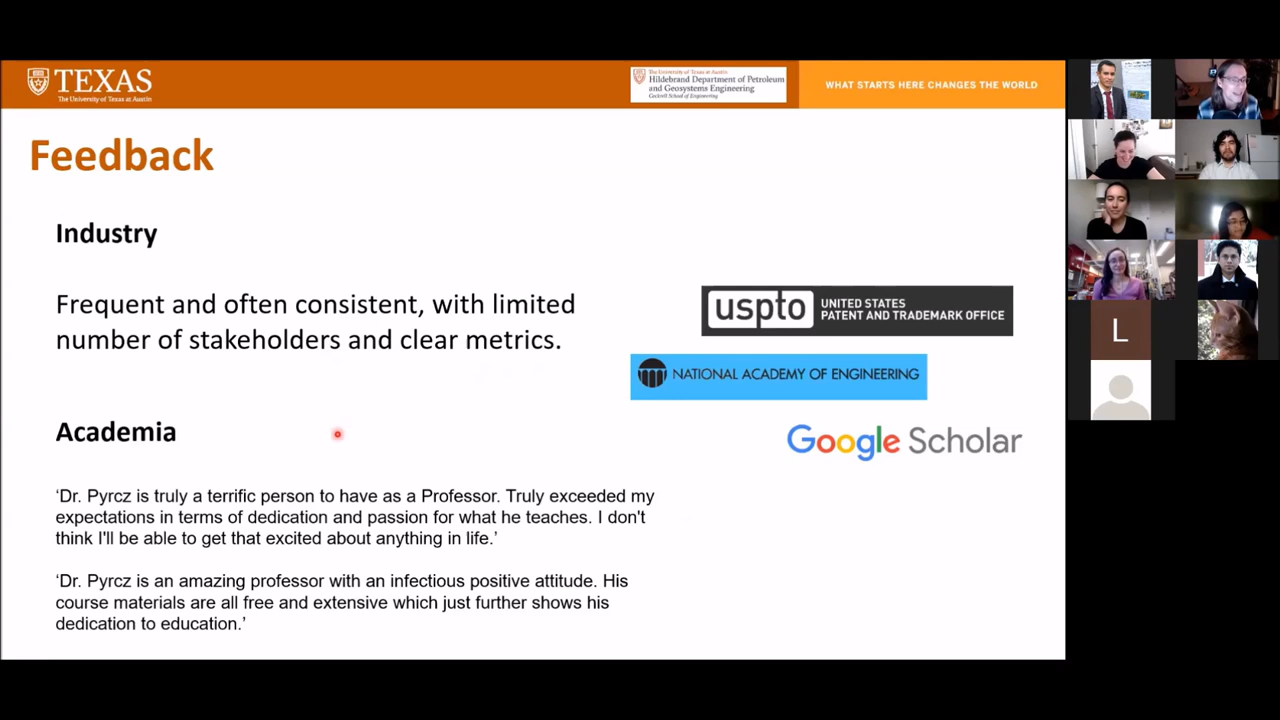 TEXAS
The University of Texas at Austin
The University of Texas at Austin
Hildebrand Department of Petroleum
and Geosystems Engineering
Cockrell School of Engineering
WHAT STARTS HERE CHANGES THE WORLD
Feedback
Industry
Frequent and often consistent, with limited
number of stakeholders and clear metrics.
uspto
UNITED STATES
PATENT AND TRADEMARK OFFICE
NATIONAL ACADEMY OF ENGINEERING
Google Scholar
Academia
‘Dr. Pyrcz is truly a terrific person to have as a Professor. Truly exceeded my
expectations in terms of dedication and passion for what he teaches. I don't
think I'll be able to get that excited about anything in life.’
‘Dr. Pyrcz is an amazing professor with an infectious positive attitude. His
course materials are all free and extensive which just further shows his
dedication to education.’
L